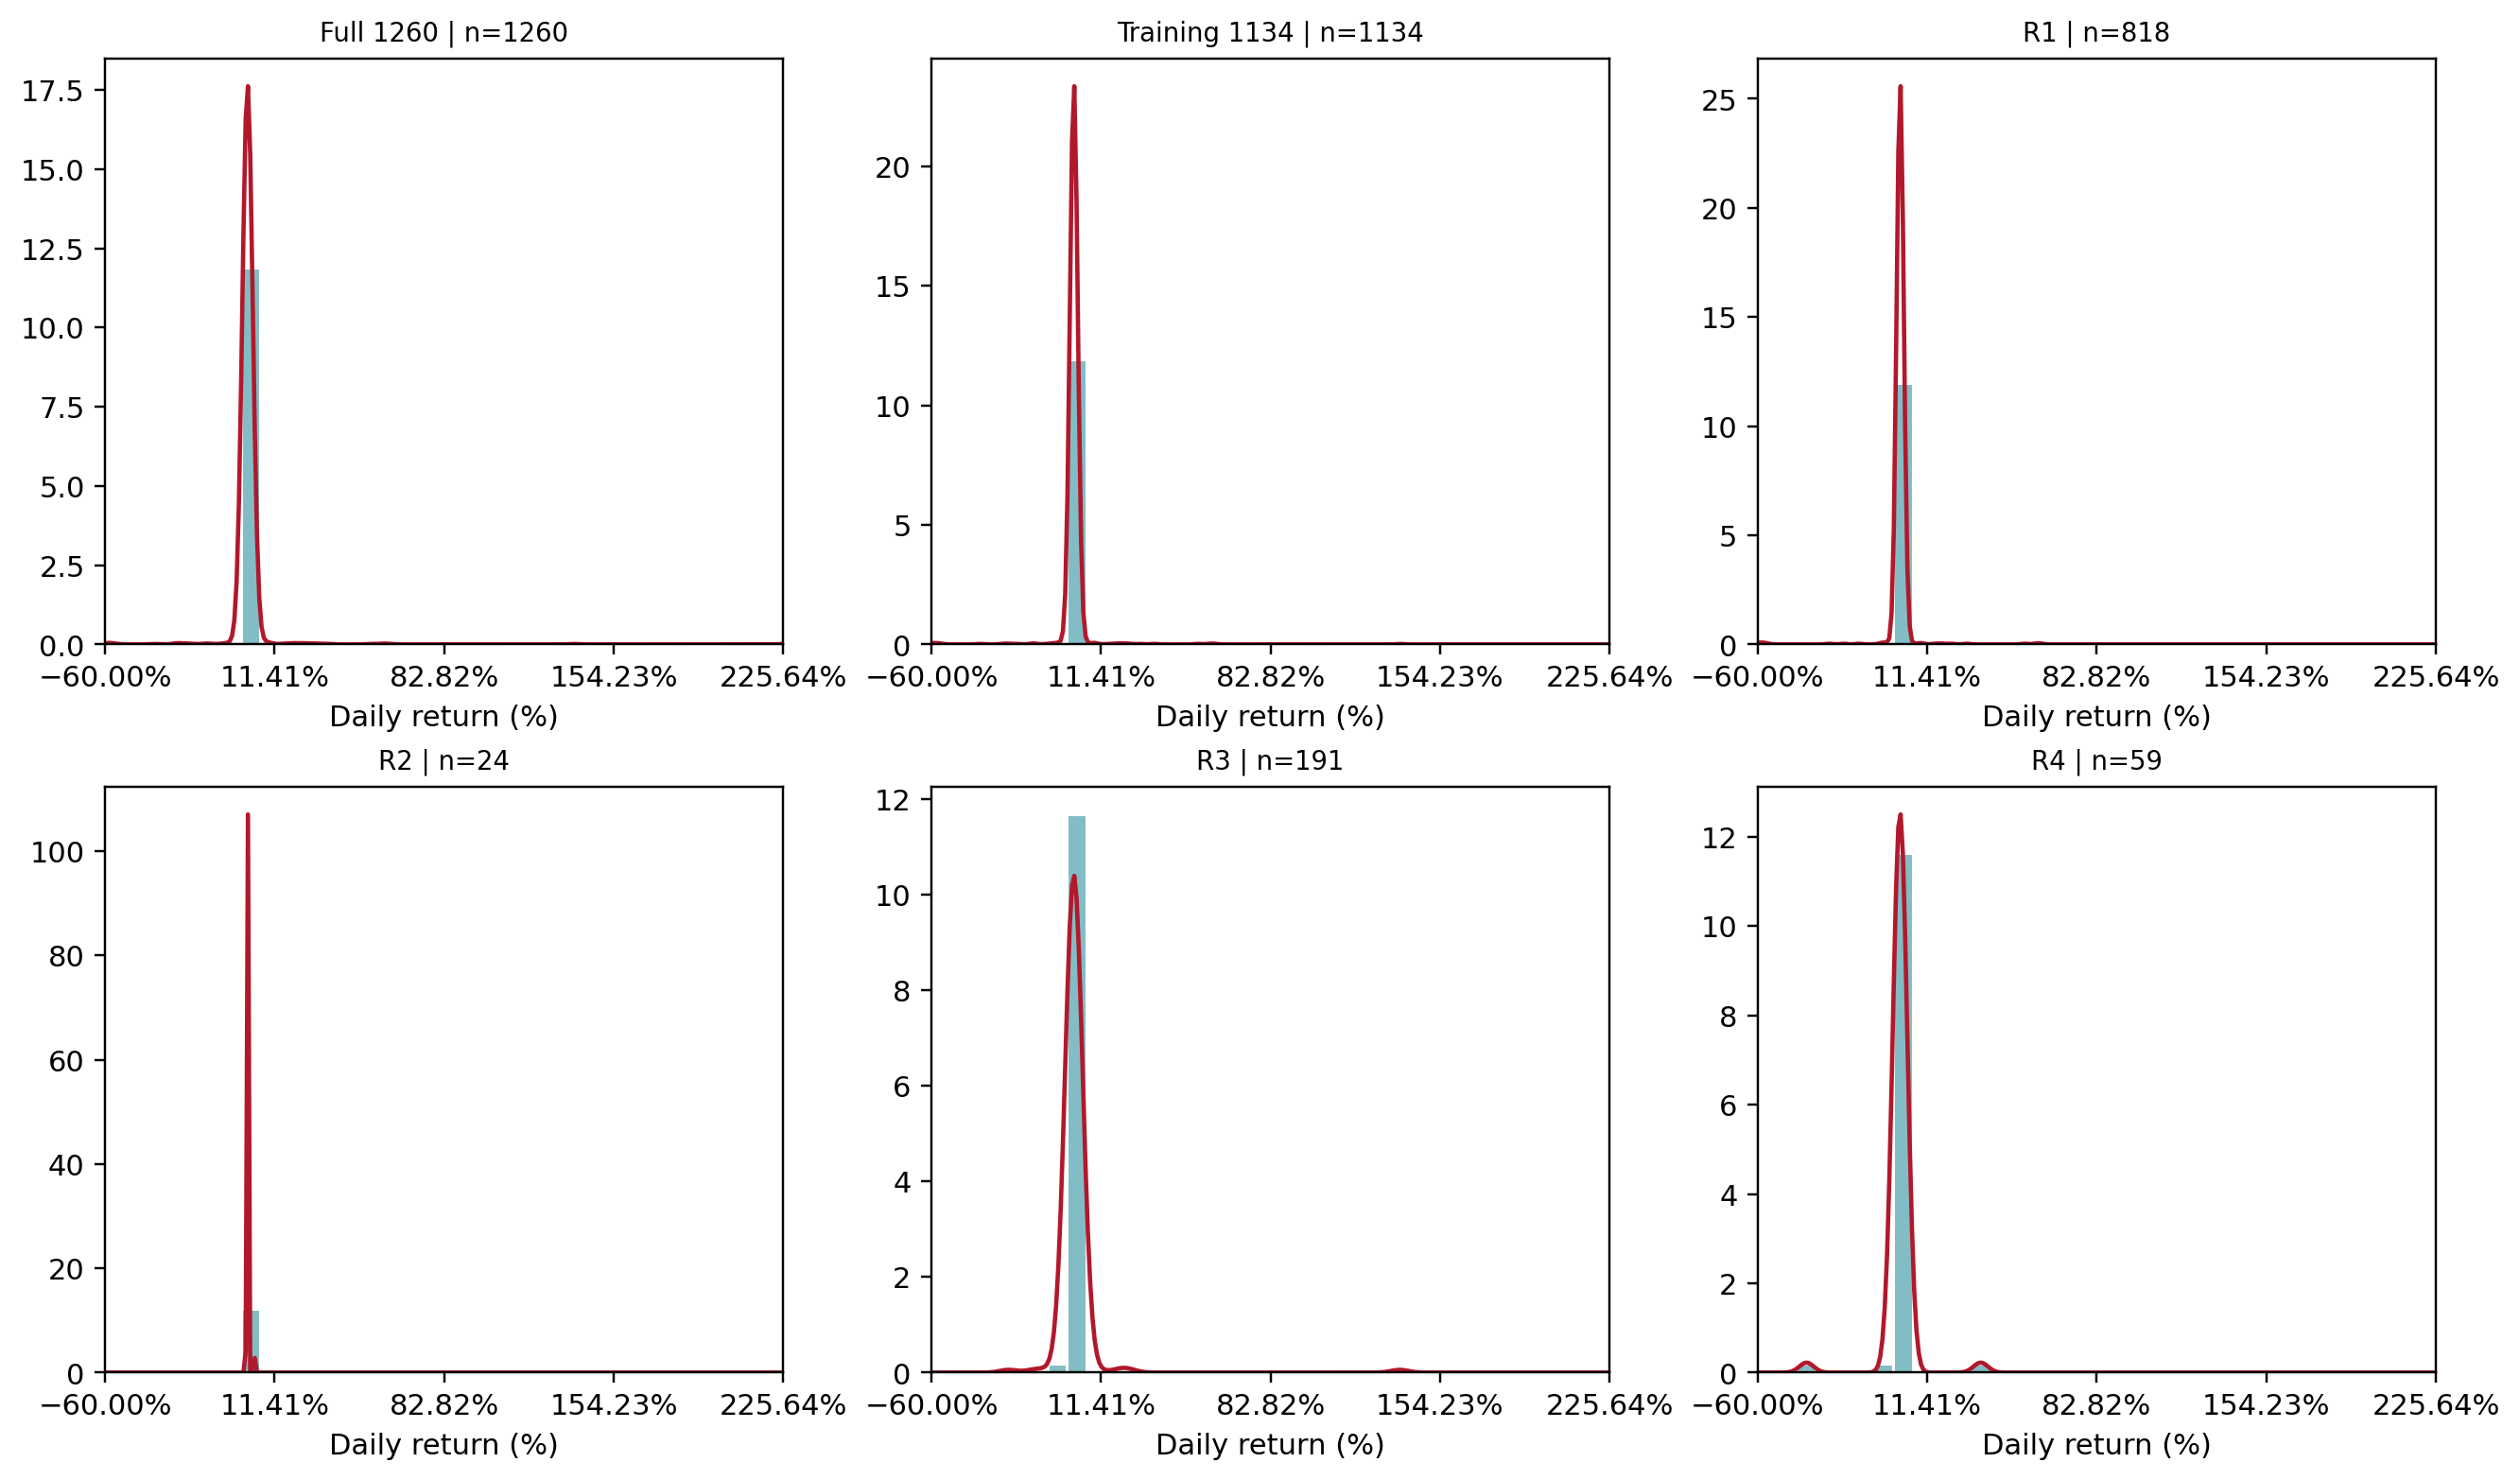 Full 1260 | n=1260
17.5
15.0
12.5
10.0
7.5
5.0
2.5
0.0
−60.00% 11.41% 82.82% 154.23% 225.64%
Daily return (%)
Training 1134 | n=1134
20
15
10
5
0
−60.00% 11.41% 82.82% 154.23% 225.64%
Daily return (%)
R1 | n=818
25
20
15
10
5
0
−60.00% 11.41% 82.82% 154.23% 225.64%
Daily return (%)
R2 | n=24
100
80
60
40
20
0
−60.00% 11.41% 82.82% 154.23% 225.64%
Daily return (%)
R3 | n=191
12
10
8
6
4
2
0
−60.00% 11.41% 82.82% 154.23% 225.64%
Daily return (%)
R4 | n=59
12
10
8
6
4
2
0
−60.00% 11.41% 82.82% 154.23% 225.64%
Daily return (%)